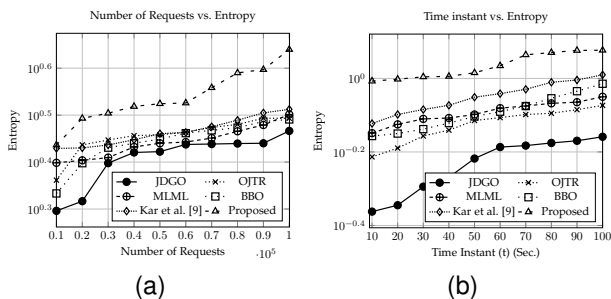 Number of Requests vs. Entropy
10^0.6
10^0.5
10^0.4
10^0.3
Entropy
JDGO
OJTR
MLML
BBO
Kar et al. [9]
Proposed
0.1 0.2 0.3 0.4 0.5 0.6 0.7 0.8 0.9 1
Number of Requests
·10^5
(a)
Time instant vs. Entropy
10^0
10^−0.2
10^−0.4
Entropy
JDGO
OJTR
MLML
BBO
Kar et al. [9]
Proposed
10 20 30 40 50 60 70 80 90 100
Time Instant (t) (Sec.)
(b)